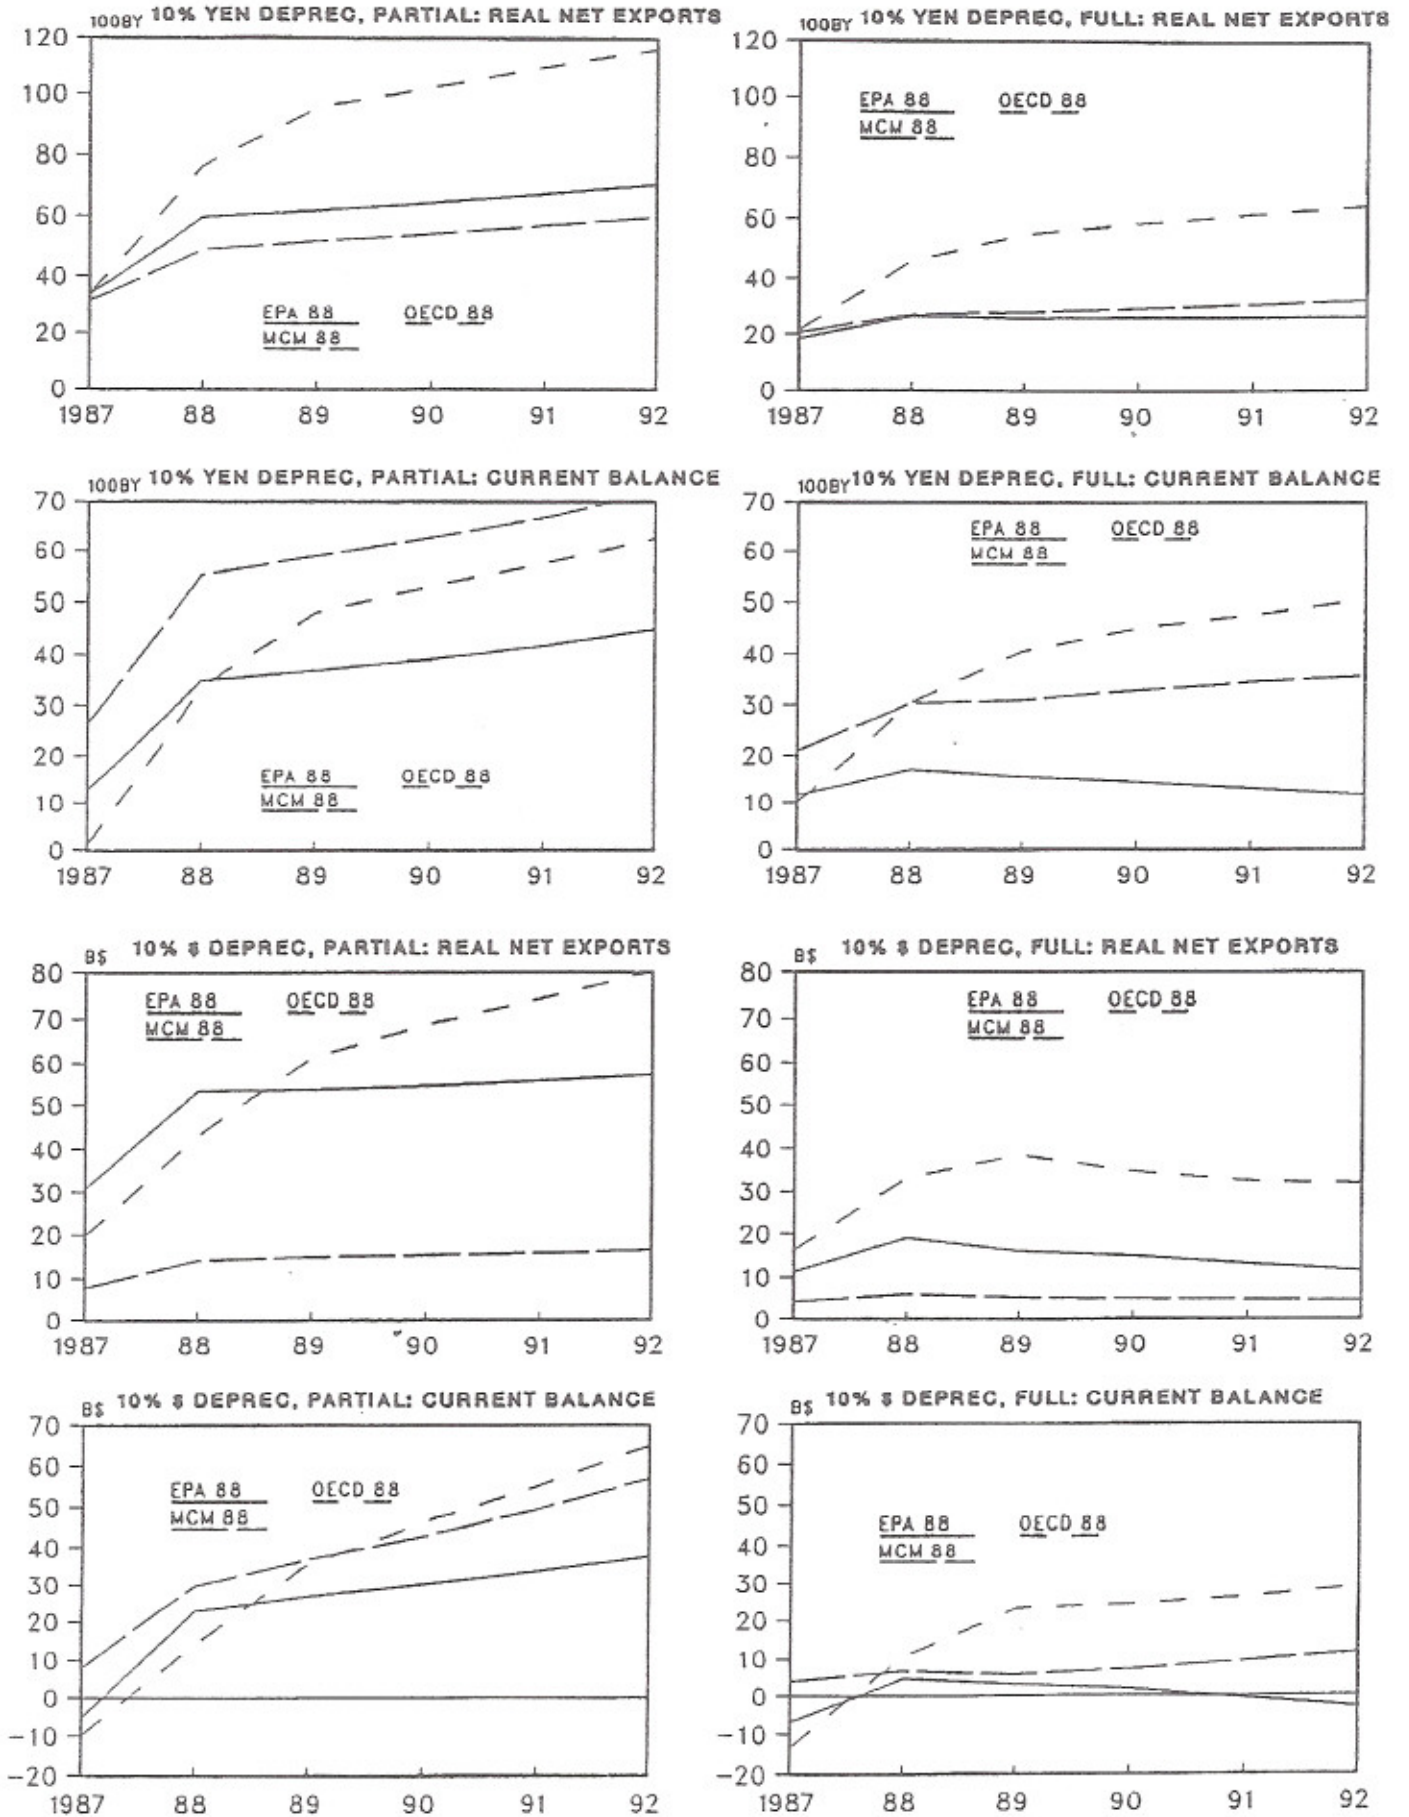 100BY 10% YEN DEPREC, PARTIAL: REAL NET EXPORTS
120
100
80
60
40
20
0
EPA 88 OECD 88
MCM 88
1987 88 89 90 91 92
100BY 10% YEN DEPREC, FULL: REAL NET EXPORTS
120
100
80
60
40
20
0
EPA 88 OECD 88
MCM 88
1987 88 89 90 91 92
100BY 10% YEN DEPREC, PARTIAL: CURRENT BALANCE
70
60
50
40
30
20
10
0
EPA 88 OECD 88
MCM 88
1987 88 89 90 91 92
100BY 10% YEN DEPREC, FULL: CURRENT BALANCE
70
60
50
40
30
20
10
0
EPA 88 OECD 88
MCM 88
1987 88 89 90 91 92
B$ 10% $ DEPREC, PARTIAL: REAL NET EXPORTS
80
70
60
50
40
30
20
10
0
EPA 88 OECD 88
MCM 88
1987 88 89 90 91 92
B$ 10% $ DEPREC, FULL: REAL NET EXPORTS
80
70
60
50
40
30
20
10
0
EPA 88 OECD 88
MCM 88
1987 88 89 90 91 92
B$ 10% $ DEPREC, PARTIAL: CURRENT BALANCE
70
60
50
40
30
20
10
0
-10
-20
EPA 88 OECD 88
MCM 88
1987 88 89 90 91 92
B$ 10% $ DEPREC, FULL: CURRENT BALANCE
70
60
50
40
30
20
10
0
-10
-20
EPA 88 OECD 88
MCM 88
1987 88 89 90 91 92